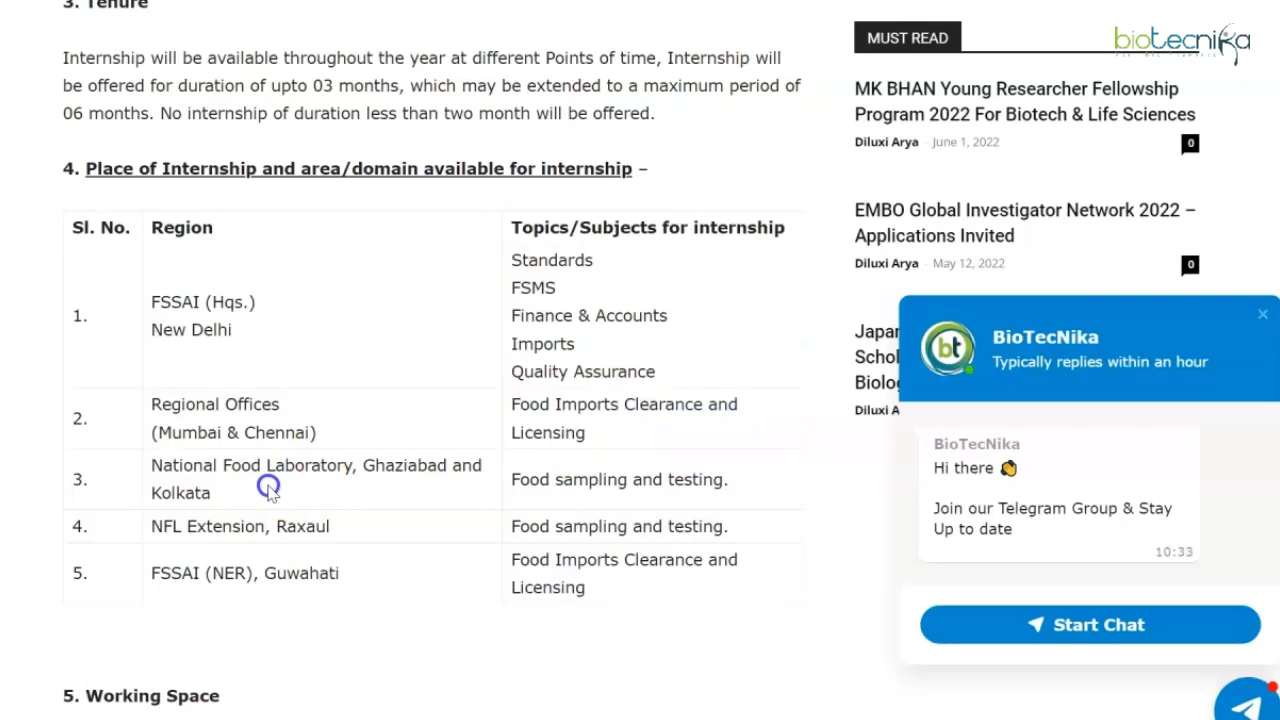 3. Tenure
Internship will be available throughout the year at different Points of time, Internship will
be offered for duration of upto 03 months, which may be extended to a maximum period of
06 months. No internship of duration less than two month will be offered.
4. Place of Internship and area/domain available for internship –
Sl. No. Region Topics/Subjects for internship
1. FSSAI (Hqs.)
New Delhi
Standards
FSMS
Finance & Accounts
Imports
Quality Assurance
2. Regional Offices
(Mumbai & Chennai)
Food Imports Clearance and
Licensing
3. National Food Laboratory, Ghaziabad and
Kolkata
Food sampling and testing.
4. NFL Extension, Raxaul Food sampling and testing.
5. FSSAI (NER), Guwahati
Food Imports Clearance and
Licensing
5. Working Space
MUST READ
biotecnika
MK BHAN Young Researcher Fellowship
Program 2022 For Biotech & Life Sciences
Diluxi Arya - June 1, 2022 0
EMBO Global Investigator Network 2022 –
Applications Invited
Diluxi Arya - May 12, 2022 0
Japan
Schol
Biolog
Diluxi A
bt
BioTecNika
Typically replies within an hour
BioTecNika
Hi there
Join our Telegram Group & Stay
Up to date
10:33
Start Chat